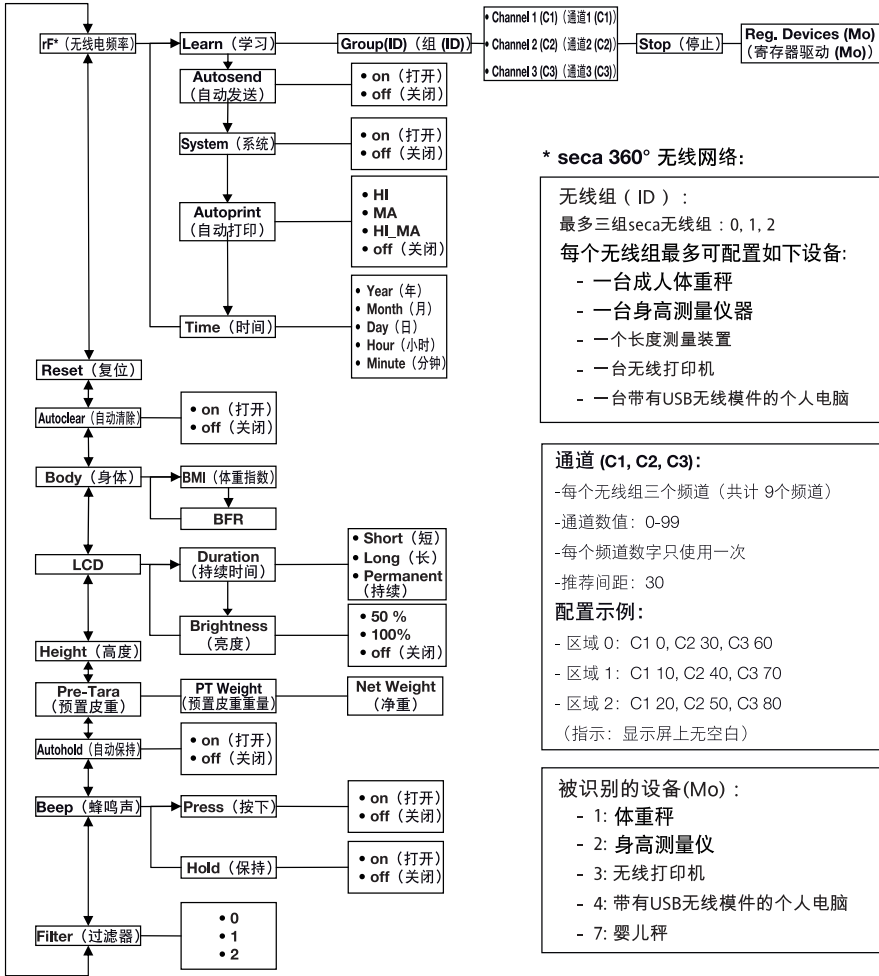 rF* (无线电频率)
Learn (学习)
Group(ID) (组 (ID))
• Channel 1 (C1) (通道1 (C1))
• Channel 2 (C2) (通道2 (C2))
• Channel 3 (C3) (通道3 (C3))
Stop (停止)
Reg. Devices (Mo)
(寄存器驱动 (Mo))
Autosend
(自动发送)
• on (打开)
• off (关闭)
System (系统)
• on (打开)
• off (关闭)
Autoprint
(自动打印)
• HI
• MA
• HI_MA
• off (关闭)
Time (时间)
• Year (年)
• Month (月)
• Day (日)
• Hour (小时)
• Minute (分钟)
Reset (复位)
Autoclear (自动清除)
• on (打开)
• off (关闭)
Body (身体)
BMI (体重指数)
BFR
LCD
Duration
(持续时间)
• Short (短)
• Long (长)
• Permanent
(持续)
Brightness
(亮度)
• 50 %
• 100%
• off (关闭)
Height (高度)
Pre-Tara
(预置皮重)
PT Weight
(预置皮重重量)
Net Weight
(净重)
Autohold (自动保持)
• on (打开)
• off (关闭)
Beep (蜂鸣声)
Press (按下)
• on (打开)
• off (关闭)
Hold (保持)
• on (打开)
• off (关闭)
Filter (过滤器)
• 0
• 1
• 2
* seca 360° 无线网络:
无线组 ( ID ) :
最多三组seca无线组 : 0, 1, 2
每个无线组最多可配置如下设备:
- 一台成人体重秤
- 一台身高测量仪器
- 一个长度测量装置
- 一台无线打印机
- 一台带有USB无线模件的个人电脑
通道 (C1, C2, C3):
-每个无线组三个频道 (共计 9个频道)
-通道数值: 0-99
-每个频道数字只使用一次
-推荐间距: 30
配置示例:
- 区域 0: C1 0, C2 30, C3 60
- 区域 1: C1 10, C2 40, C3 70
- 区域 2: C1 20, C2 50, C3 80
(指示: 显示屏上无空白)
被识别的设备(Mo) :
- 1: 体重秤
- 2: 身高测量仪
- 3: 无线打印机
- 4: 带有USB无线模件的个人电脑
- 7: 婴儿秤